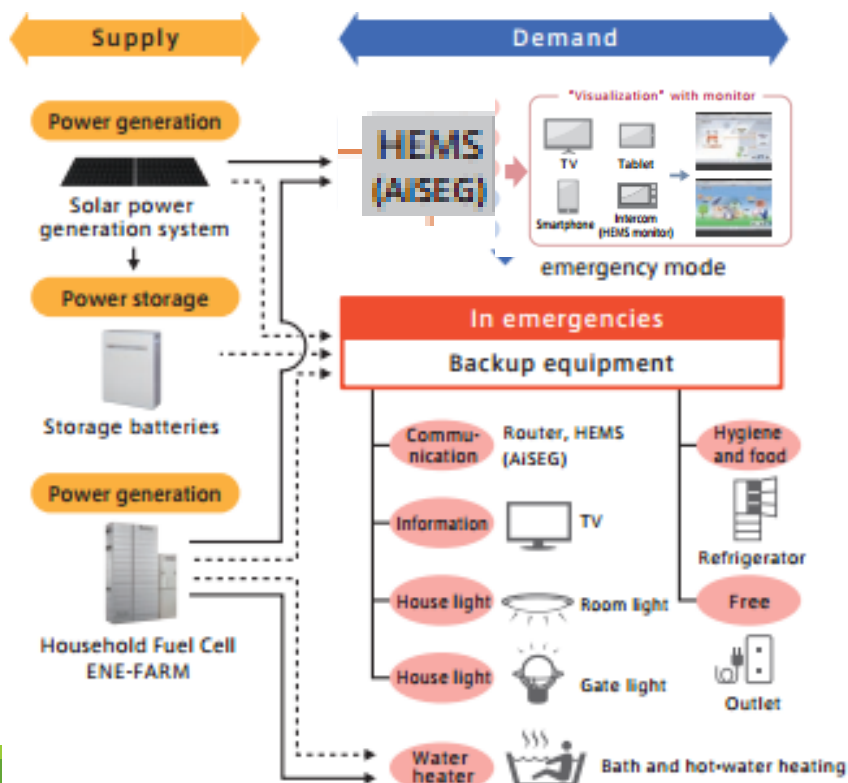 Supply
Demand
Power generation
Solar power
generation system
Power storage
Storage batteries
Power generation
Household Fuel Cell
ENE-FARM
HEMS
(AiSEG)
"Visualization" with monitor
TV
Tablet
Smartphone
Intercom
(HEMS monitor)
emergency mode
In emergencies
Backup equipment
Commu-
nication
Router, HEMS
(AiSEG)
Information
TV
House light
Room light
House light
Gate light
Hygiene
and food
Refrigerator
Free
Outlet
Water
heater
Bath and hot-water heating